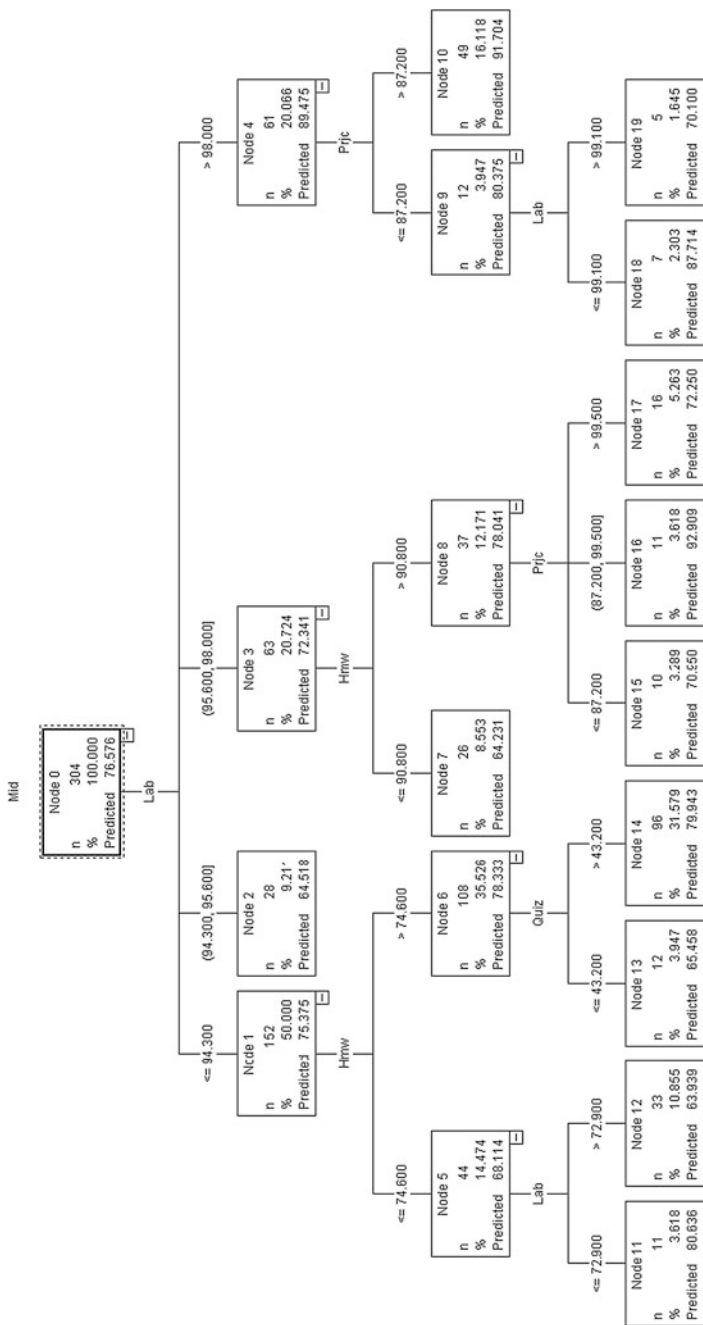 Mid
Node 0
n 304
% 100.000
Predicted 76.576
Lab
<= 94.300
(94.300, 95.600]
(95.600, 98.000]
> 98.000
Node 1
n 152
% 50.000
Predicted 75.375
Node 2
n 28
% 9.21
Predicted 64.518
Node 3
n 63
% 20.724
Predicted 72.341
Node 4
n 61
% 20.066
Predicted 89.475
Hmw
Hmw
Prjc
<= 74.600
> 74.600
<= 90.800
> 90.800
<= 87.200
> 87.200
Node 5
n 44
% 14.474
Predicted 68.114
Node 6
n 108
% 35.526
Predicted 78.333
Node 7
n 26
% 8.553
Predicted 64.231
Node 8
n 37
% 12.171
Predicted 78.041
Node 9
n 12
% 3.947
Predicted 80.375
Node 10
n 49
% 16.118
Predicted 91.704
Lab
Quiz
Prjc
Lab
<= 72.900
> 72.900
<= 43.200
> 43.200
<= 87.200
(87.200, 99.500]
> 99.500
<= 99.100
> 99.100
Node 11
n 11
% 3.618
Predicted 80.636
Node 12
n 33
% 10.855
Predicted 63.939
Node 13
n 12
% 3.947
Predicted 65.458
Node 14
n 96
% 31.579
Predicted 79.943
Node 15
n 10
% 3.289
Predicted 70.950
Node 16
n 11
% 3.618
Predicted 92.909
Node 17
n 16
% 5.263
Predicted 72.250
Node 18
n 7
% 2.303
Predicted 87.714
Node 19
n 5
% 1.645
Predicted 70.100